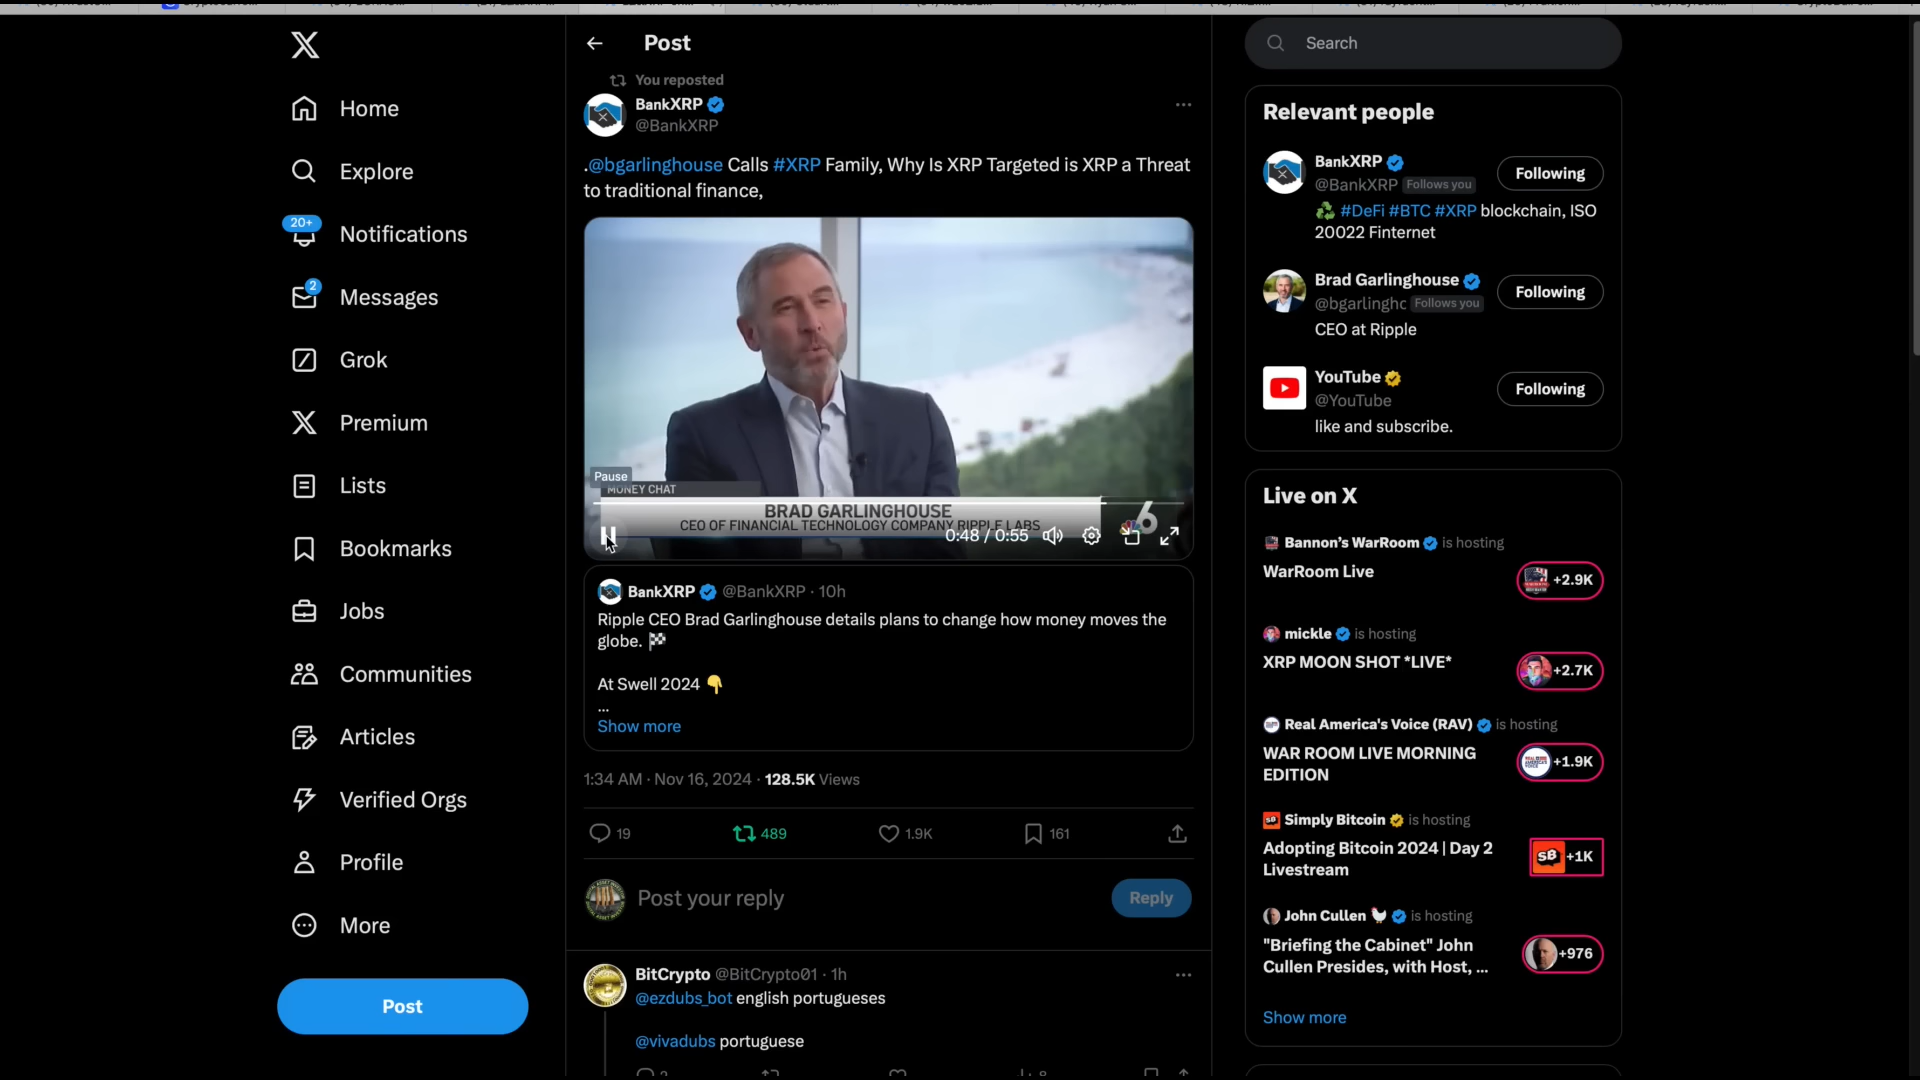 Home
Explore
20+
Notifications
2
Messages
Grok
Premium
Lists
Bookmarks
Jobs
Communities
Articles
Verified Orgs
Profile
More
Post
Post
You reposted
BankXRP
@BankXRP
.@bgarlinghouse Calls #XRP Family, Why Is XRP Targeted is XRP a Threat
to traditional finance,
Pause
MONEY CHAT
BRAD GARLINGHOUSE
CEO OF FINANCIAL TECHNOLOGY COMPANY RIPPLE LABS
6
0:48 / 0:55
BankXRP @BankXRP · 10h
Ripple CEO Brad Garlinghouse details plans to change how money moves the
globe. 🏁
At Swell 2024 👇
...
Show more
1:34 AM · Nov 16, 2024 · 128.5K Views
19 489 1.9K 161
Post your reply
Reply
BitCrypto @BitCrypto01 · 1h
@ezdubs_bot english portugueses
@vivadubs portuguese
Search
Relevant people
BankXRP
@BankXRP Follows you
Following
♻️ #DeFi #BTC #XRP blockchain, ISO
20022 Finternet
Brad Garlinghouse
@bgarlinghc Follows you
Following
CEO at Ripple
YouTube
@YouTube
Following
like and subscribe.
Live on X
Bannon's WarRoom is hosting
WarRoom Live
+2.9K
mickle is hosting
XRP MOON SHOT *LIVE*
+2.7K
Real America's Voice (RAV) is hosting
WAR ROOM LIVE MORNING
EDITION
+1.9K
Simply Bitcoin is hosting
Adopting Bitcoin 2024 | Day 2
Livestream
SB +1K
John Cullen 🐓 is hosting
"Briefing the Cabinet" John
Cullen Presides, with Host, ...
+976
Show more